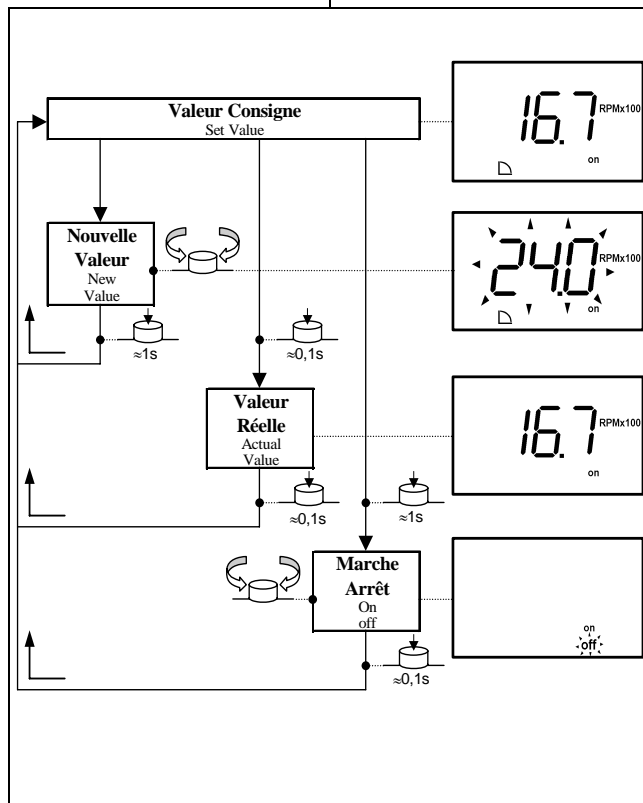 Valeur Consigne
Set Value
16.7 RPMx100
on
Nouvelle
Valeur
New
Value
24.0 RPMx100
on
≈1s
≈0,1s
Valeur
Réelle
Actual
Value
16.7 RPMx100
on
≈0,1s
≈1s
Marche
Arrêt
On
off
on
off
≈0,1s